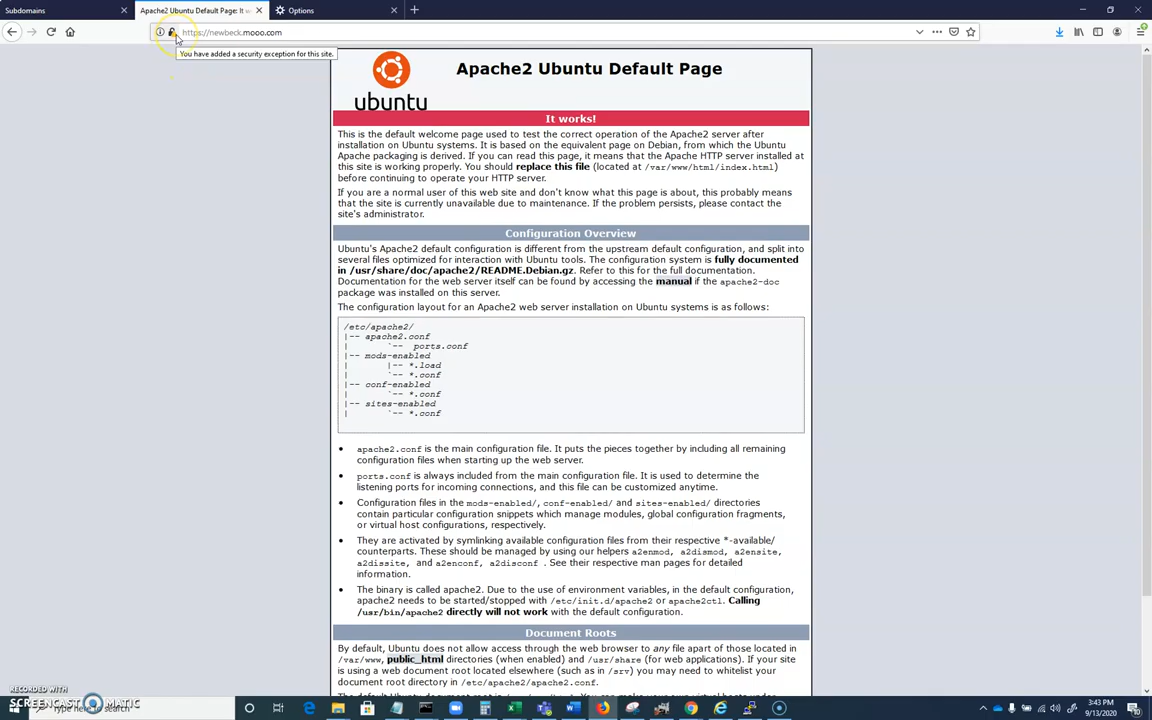 Subdomains
Apache2 Ubuntu Default Page: It w
Options
https://newbeck.mooo.com
You have added a security exception for this site.
ubuntu
Apache2 Ubuntu Default Page
It works!
This is the default welcome page used to test the correct operation of the Apache2 server after
installation on Ubuntu systems. It is based on the equivalent page on Debian, from which the Ubuntu
Apache packaging is derived. If you can read this page, it means that the Apache HTTP server installed at
this site is working properly. You should replace this file (located at /var/www/html/index.html)
before continuing to operate your HTTP server.
If you are a normal user of this web site and don't know what this page is about, this probably means
that the site is currently unavailable due to maintenance. If the problem persists, please contact the
site's administrator.
Configuration Overview
Ubuntu's Apache2 default configuration is different from the upstream default configuration, and split into
several files optimized for interaction with Ubuntu tools. The configuration system is fully documented
in /usr/share/doc/apache2/README.Debian.gz. Refer to this for the full documentation.
Documentation for the web server itself can be found by accessing the manual if the apache2-doc
package was installed on this server.
The configuration layout for an Apache2 web server installation on Ubuntu systems is as follows:
/etc/apache2/
|-- apache2.conf
|       `--  ports.conf
|-- mods-enabled
|       |-- *.load
|       `-- *.conf
|-- conf-enabled
|       `-- *.conf
|-- sites-enabled
|       `-- *.conf
• apache2.conf is the main configuration file. It puts the pieces together by including all remaining
configuration files when starting up the web server.
• ports.conf is always included from the main configuration file. It is used to determine the
listening ports for incoming connections, and this file can be customized anytime.
• Configuration files in the mods-enabled/, conf-enabled/ and sites-enabled/ directories
contain particular configuration snippets which manage modules, global configuration fragments,
or virtual host configurations, respectively.
• They are activated by symlinking available configuration files from their respective *-available/
counterparts. These should be managed by using our helpers a2enmod, a2dismod, a2ensite,
a2dissite, and a2enconf, a2disconf . See their respective man pages for detailed
information.
• The binary is called apache2. Due to the use of environment variables, in the default configuration,
apache2 needs to be started/stopped with /etc/init.d/apache2 or apache2ctl. Calling
/usr/bin/apache2 directly will not work with the default configuration.
Document Roots
By default, Ubuntu does not allow access through the web browser to any file apart of those located in
/var/www, public_html directories (when enabled) and /usr/share (for web applications). If your site
is using a web document root located elsewhere (such as in /srv) you may need to whitelist your
document root directory in /etc/apache2/apache2.conf.
RECORDED WITH
SCREENCAST MATIC
Type here to search
3:43 PM
9/13/2020